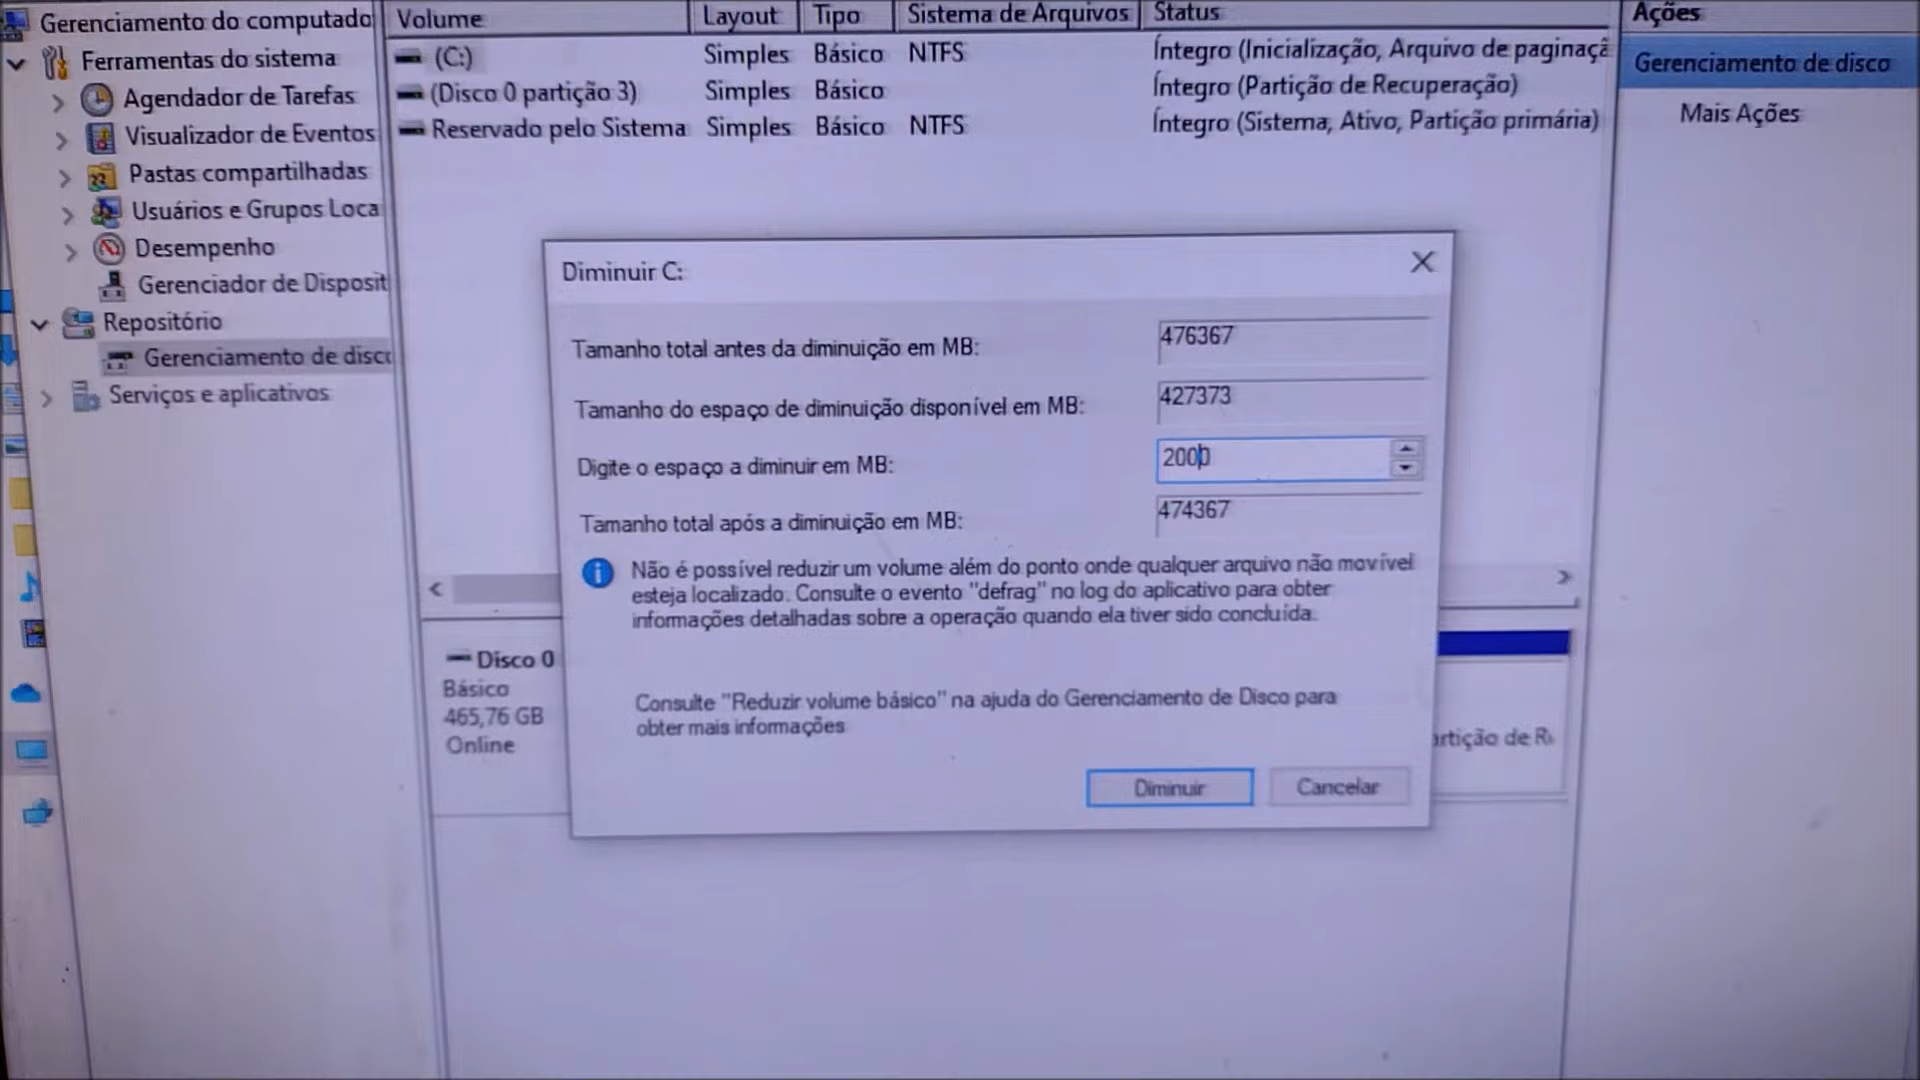 Gerenciamento do computado
Ferramentas do sistema
Agendador de Tarefas
Visualizador de Eventos
Pastas compartilhadas
Usuários e Grupos Loca
Desempenho
Gerenciador de Disposit
Repositório
Gerenciamento de disc
Serviços e aplicativos
Volume Layout Tipo Sistema de Arquivos Status
(C:) Simples Básico NTFS Íntegro (Inicialização, Arquivo de paginaçã
(Disco 0 partição 3) Simples Básico Íntegro (Partição de Recuperação)
Reservado pelo Sistema Simples Básico NTFS Íntegro (Sistema, Ativo, Partição primária)
Ações
Gerenciamento de disco
Mais Ações
Diminuir C:
Tamanho total antes da diminuição em MB: 476367
Tamanho do espaço de diminuição disponível em MB: 427373
Digite o espaço a diminuir em MB: 2000
Tamanho total após a diminuição em MB: 474367
Não é possível reduzir um volume além do ponto onde qualquer arquivo não movível
esteja localizado. Consulte o evento "defrag" no log do aplicativo para obter
informações detalhadas sobre a operação quando ela tiver sido concluída.
Consulte "Reduzir volume básico" na ajuda do Gerenciamento de Disco para
obter mais informações
Diminuir Cancelar
Disco 0
Básico
465,76 GB
Online
artição de R